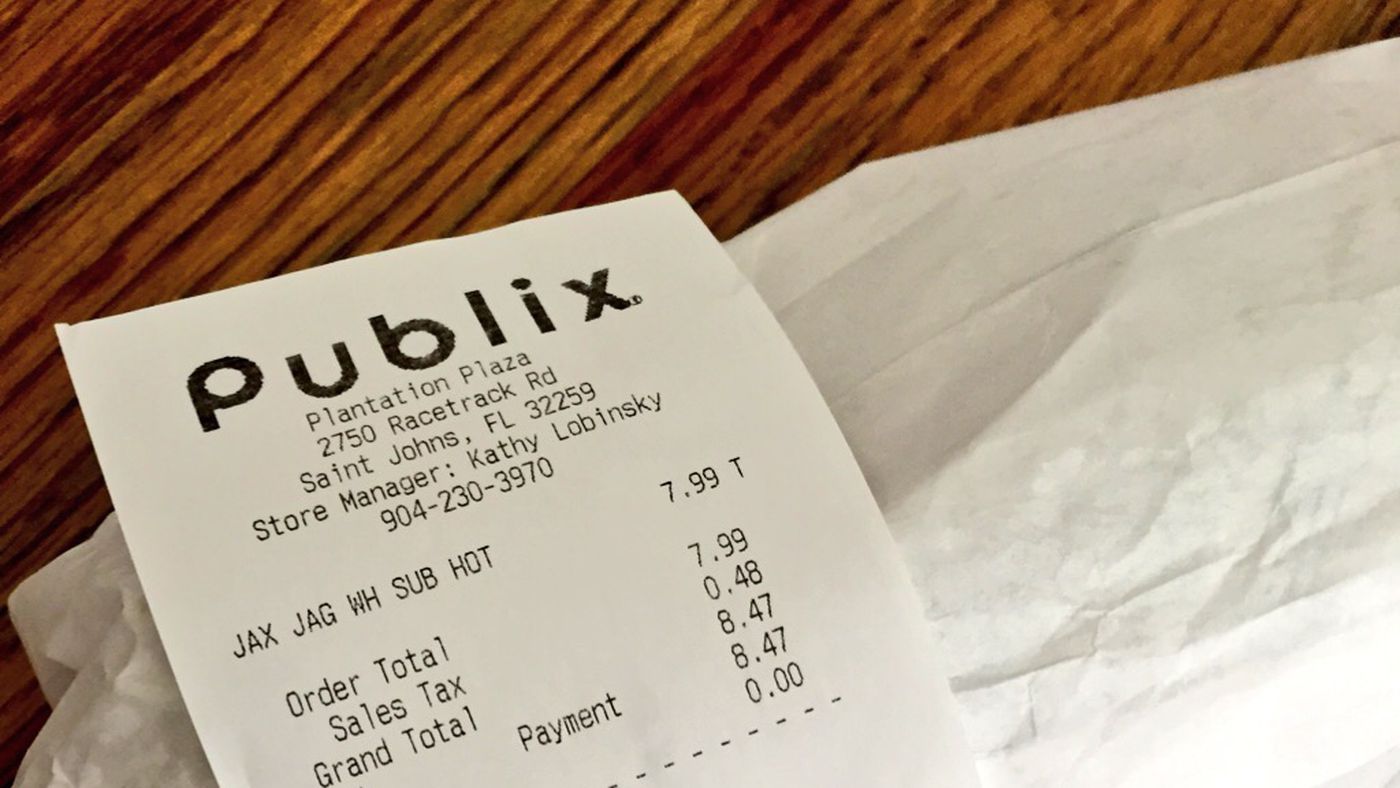 Publix
Plantation Plaza
2750 Racetrack Rd
Saint Johns, FL 32259
Store Manager: Kathy Lobinsky
904-230-3970
JAX JAG WH SUB HOT 7.99 T
Order Total 7.99
Sales Tax 0.48
Grand Total 8.47
Payment 8.47
0.00
- - - - - - - -